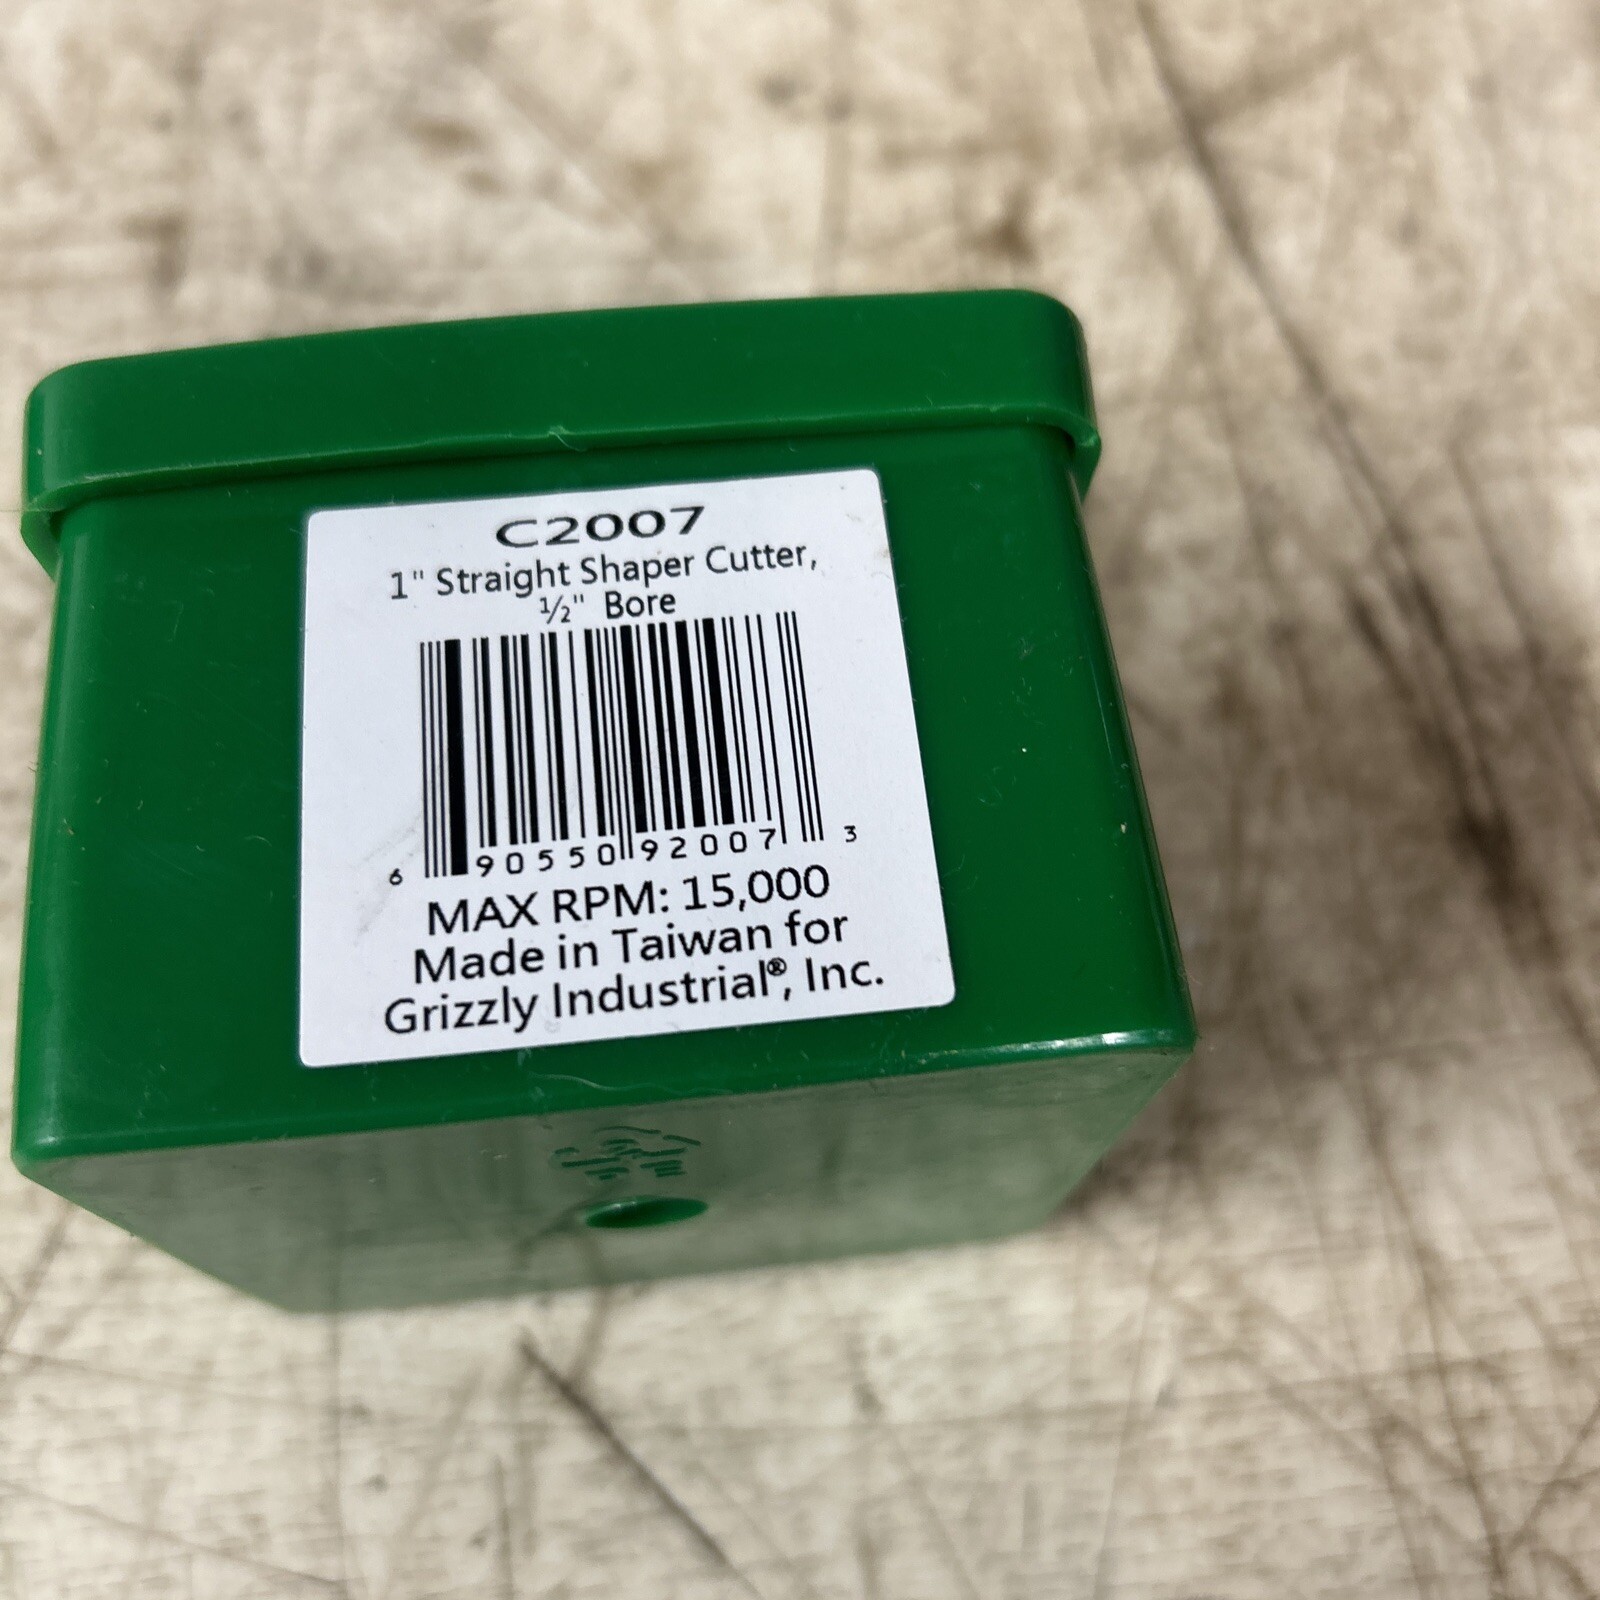 C2007
1" Straight Shaper Cutter,
½" Bore
6 90550 92007 3
MAX RPM: 15,000
Made in Taiwan for
Grizzly Industrial®, Inc.